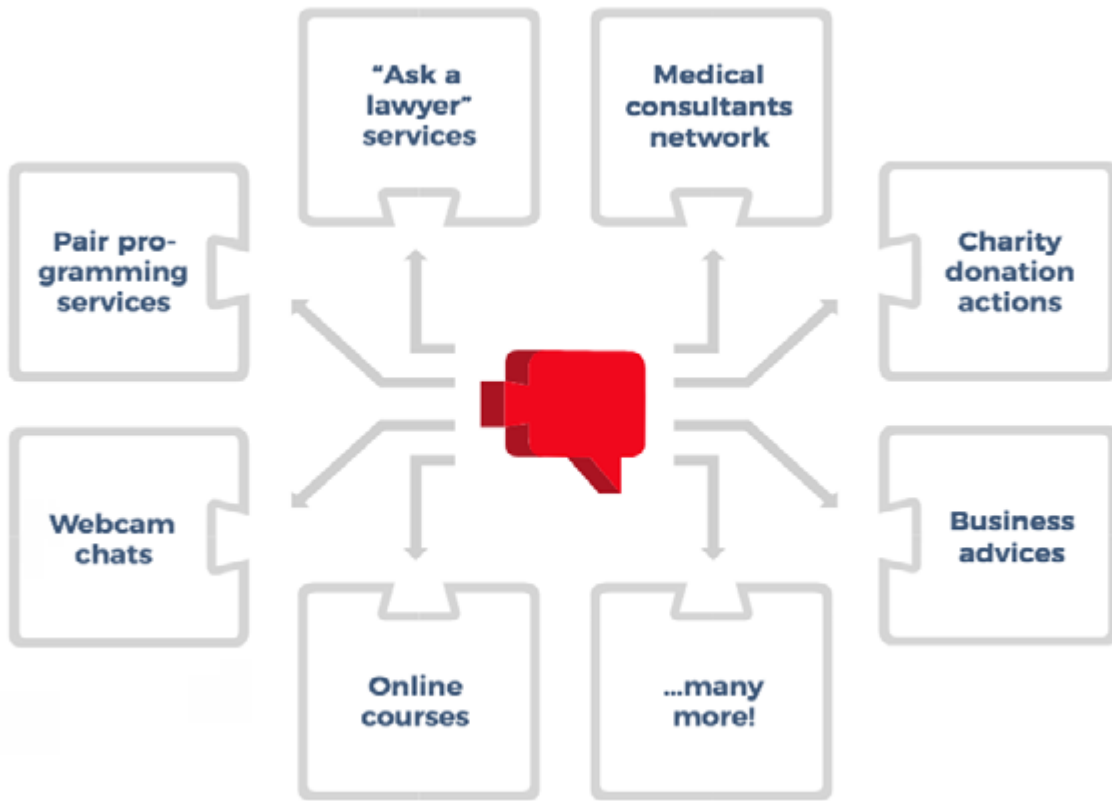 “Ask a
lawyer”
services
Medical
consultants
network
Pair pro-
gramming
services
Charity
donation
actions
Webcam
chats
Business
advices
Online
courses
...many
more!